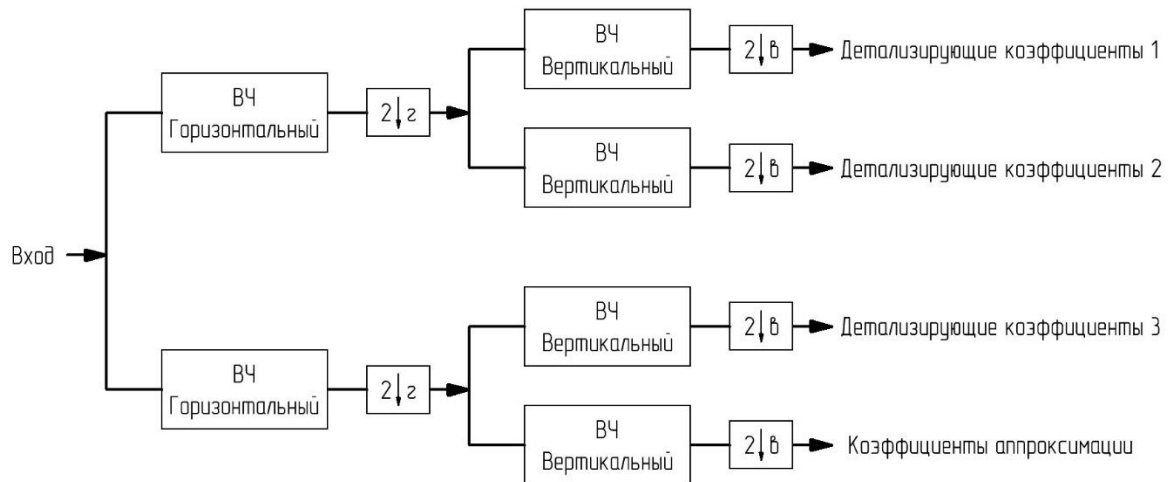 ВЧ
Вертикальный
2↓в
Детализирующие коэффициенты 1
ВЧ
Горизонтальный
2↓г
ВЧ
Вертикальный
2↓в
Детализирующие коэффициенты 2
Вход
ВЧ
Вертикальный
2↓в
Детализирующие коэффициенты 3
ВЧ
Горизонтальный
2↓г
ВЧ
Вертикальный
2↓в
Коэффициенты аппроксимации